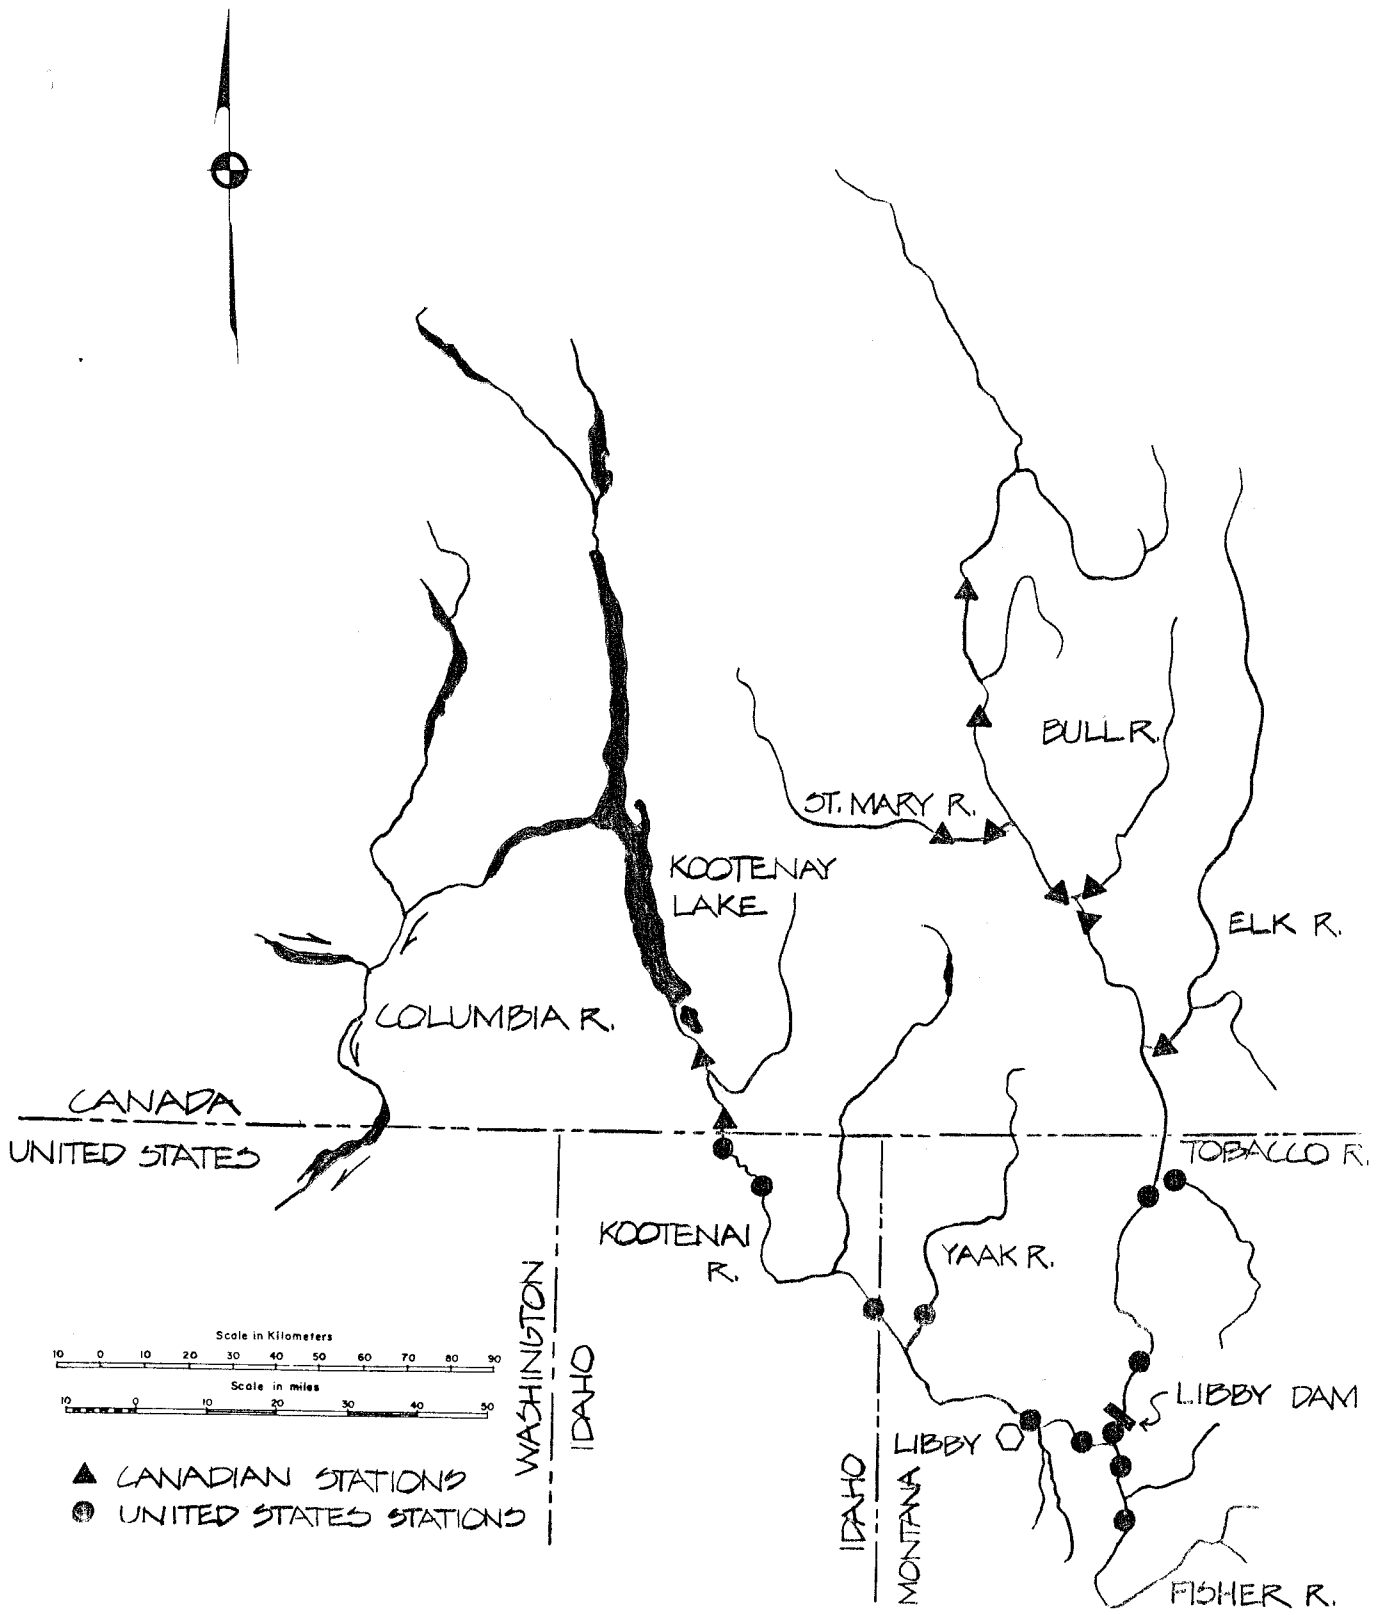 BULL R.
ST. MARY R.
KOOTENAY
LAKE
ELK R.
COLUMBIA R.
CANADA
UNITED STATES
TOBACCO R.
KOOTENAI
R.
YAAK R.
WASHINGTON
IDAHO
Scale in Kilometers
10 0 10 20 30 40 50 60 70 80 90
Scale in miles
10 0 10 20 30 40 50
LIBBY DAM
LIBBY
IDAHO
MONTANA
CANADIAN STATIONS
UNITED STATES STATIONS
FISHER R.